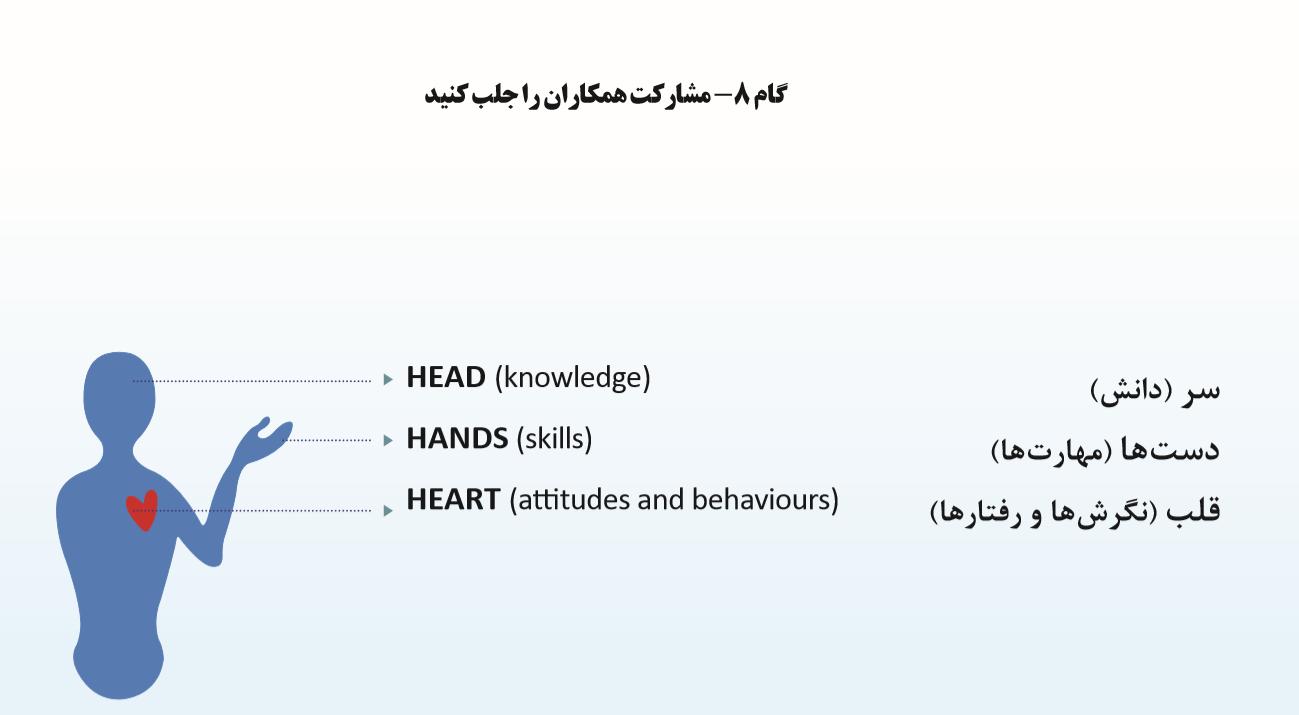 گام ۸– مشارکت همکاران را جلب کنید
HEAD (knowledge)
سر (دانش)
HANDS (skills)
دست‌ها (مهارت‌ها)
HEART (attitudes and behaviours)
قلب (نگرش‌ها و رفتارها)